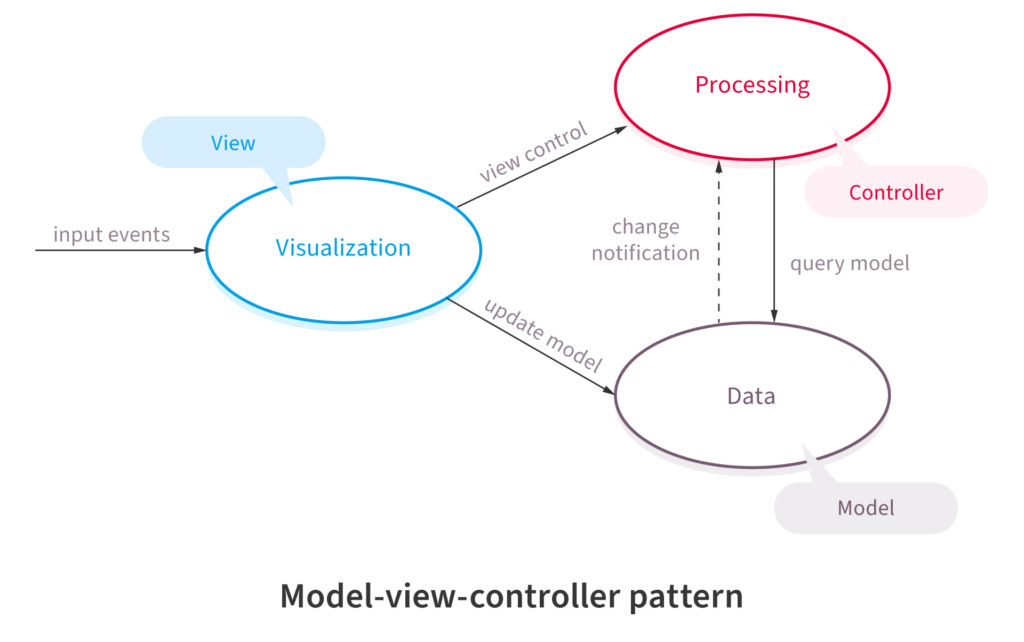 Processing
View
view control
Controller
input events
Visualization
change
notification
query model
update model
Data
Model
Model-view-controller pattern